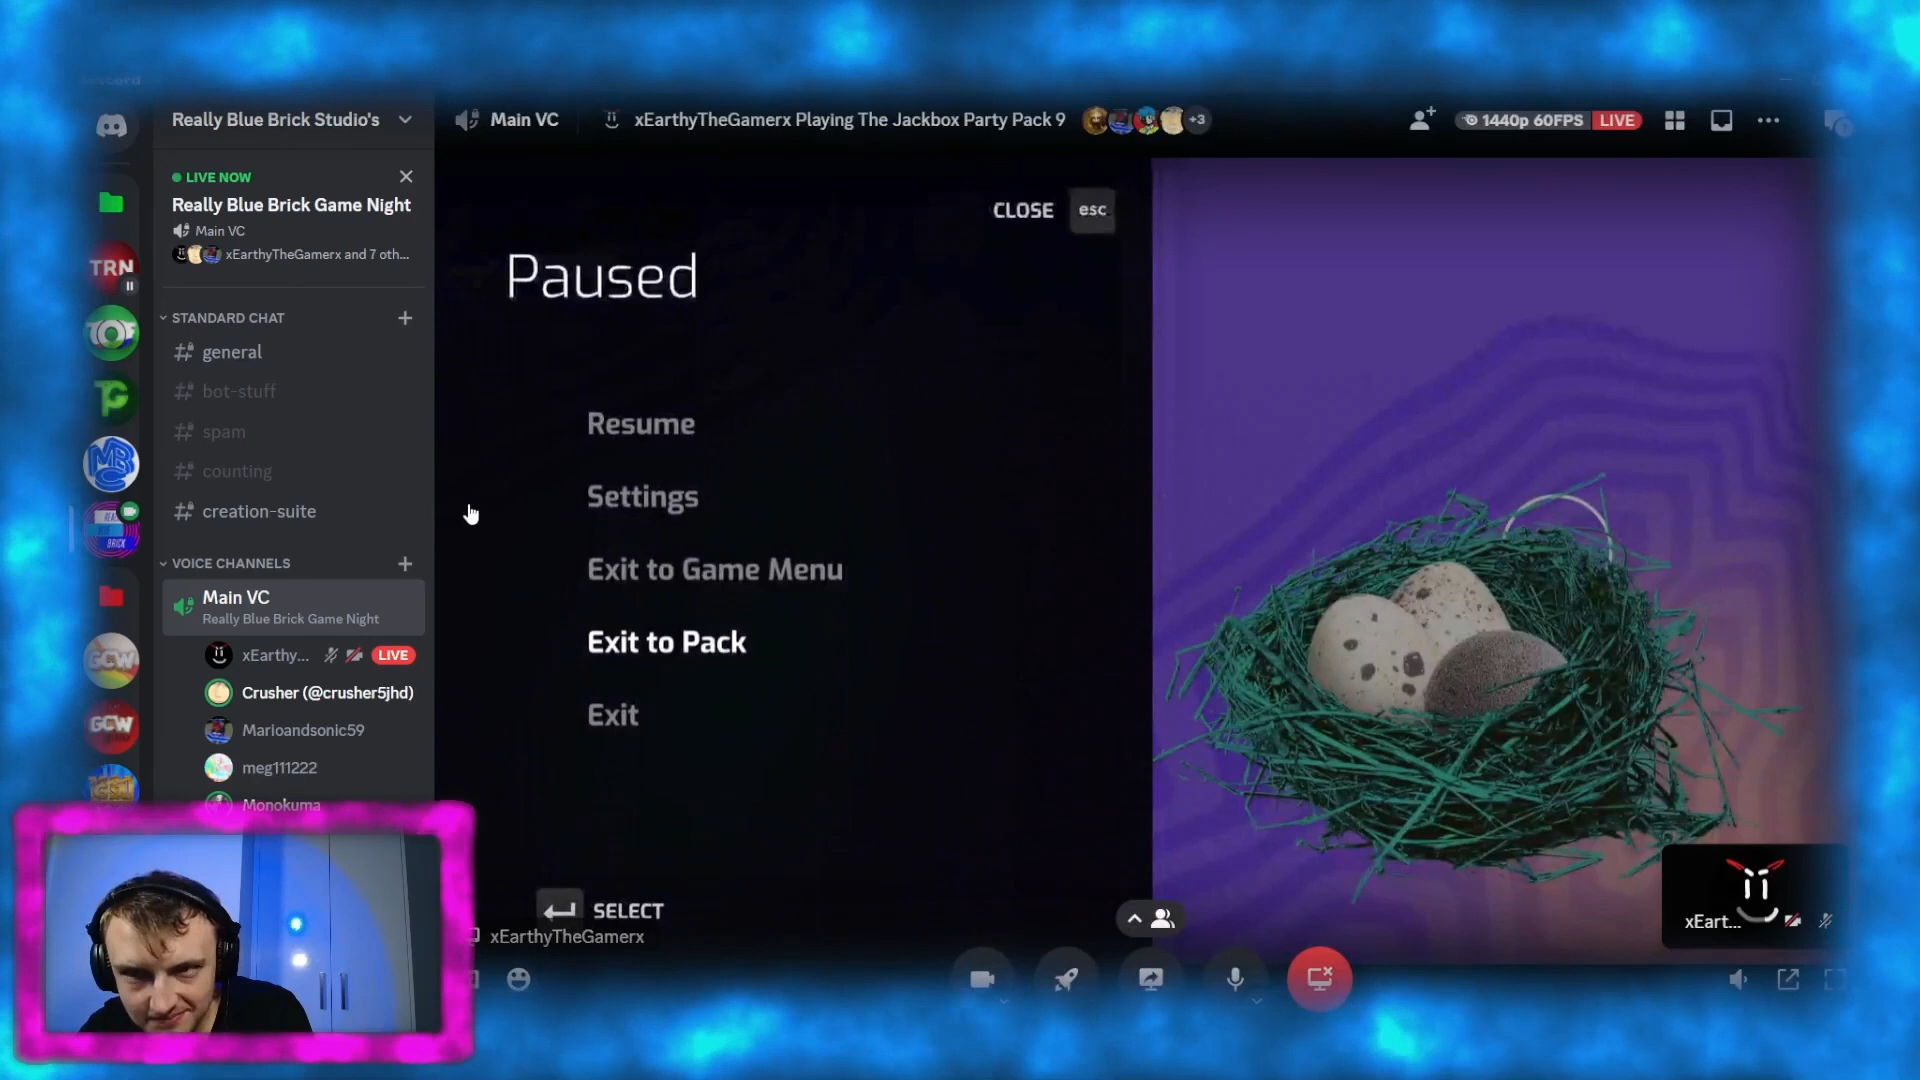 Really Blue Brick Studio's
Main VC
xEarthyTheGamerx Playing The Jackbox Party Pack 9
+3
1440p 60FPS
LIVE
LIVE NOW
Really Blue Brick Game Night
Main VC
xEarthyTheGamerx and 7 oth...
CLOSE esc
Paused
TRN
STANDARD CHAT
general
bot-stuff
spam
counting
creation-suite
Resume
Settings
Exit to Game Menu
Exit to Pack
Exit
VOICE CHANNELS
Main VC
Really Blue Brick Game Night
xEarthy... LIVE
Crusher (@crusher5jhd)
Marioandsonic59
meg111222
Monokuma
GCW
GCW
SELECT
xEarthyTheGamerx
xEart...